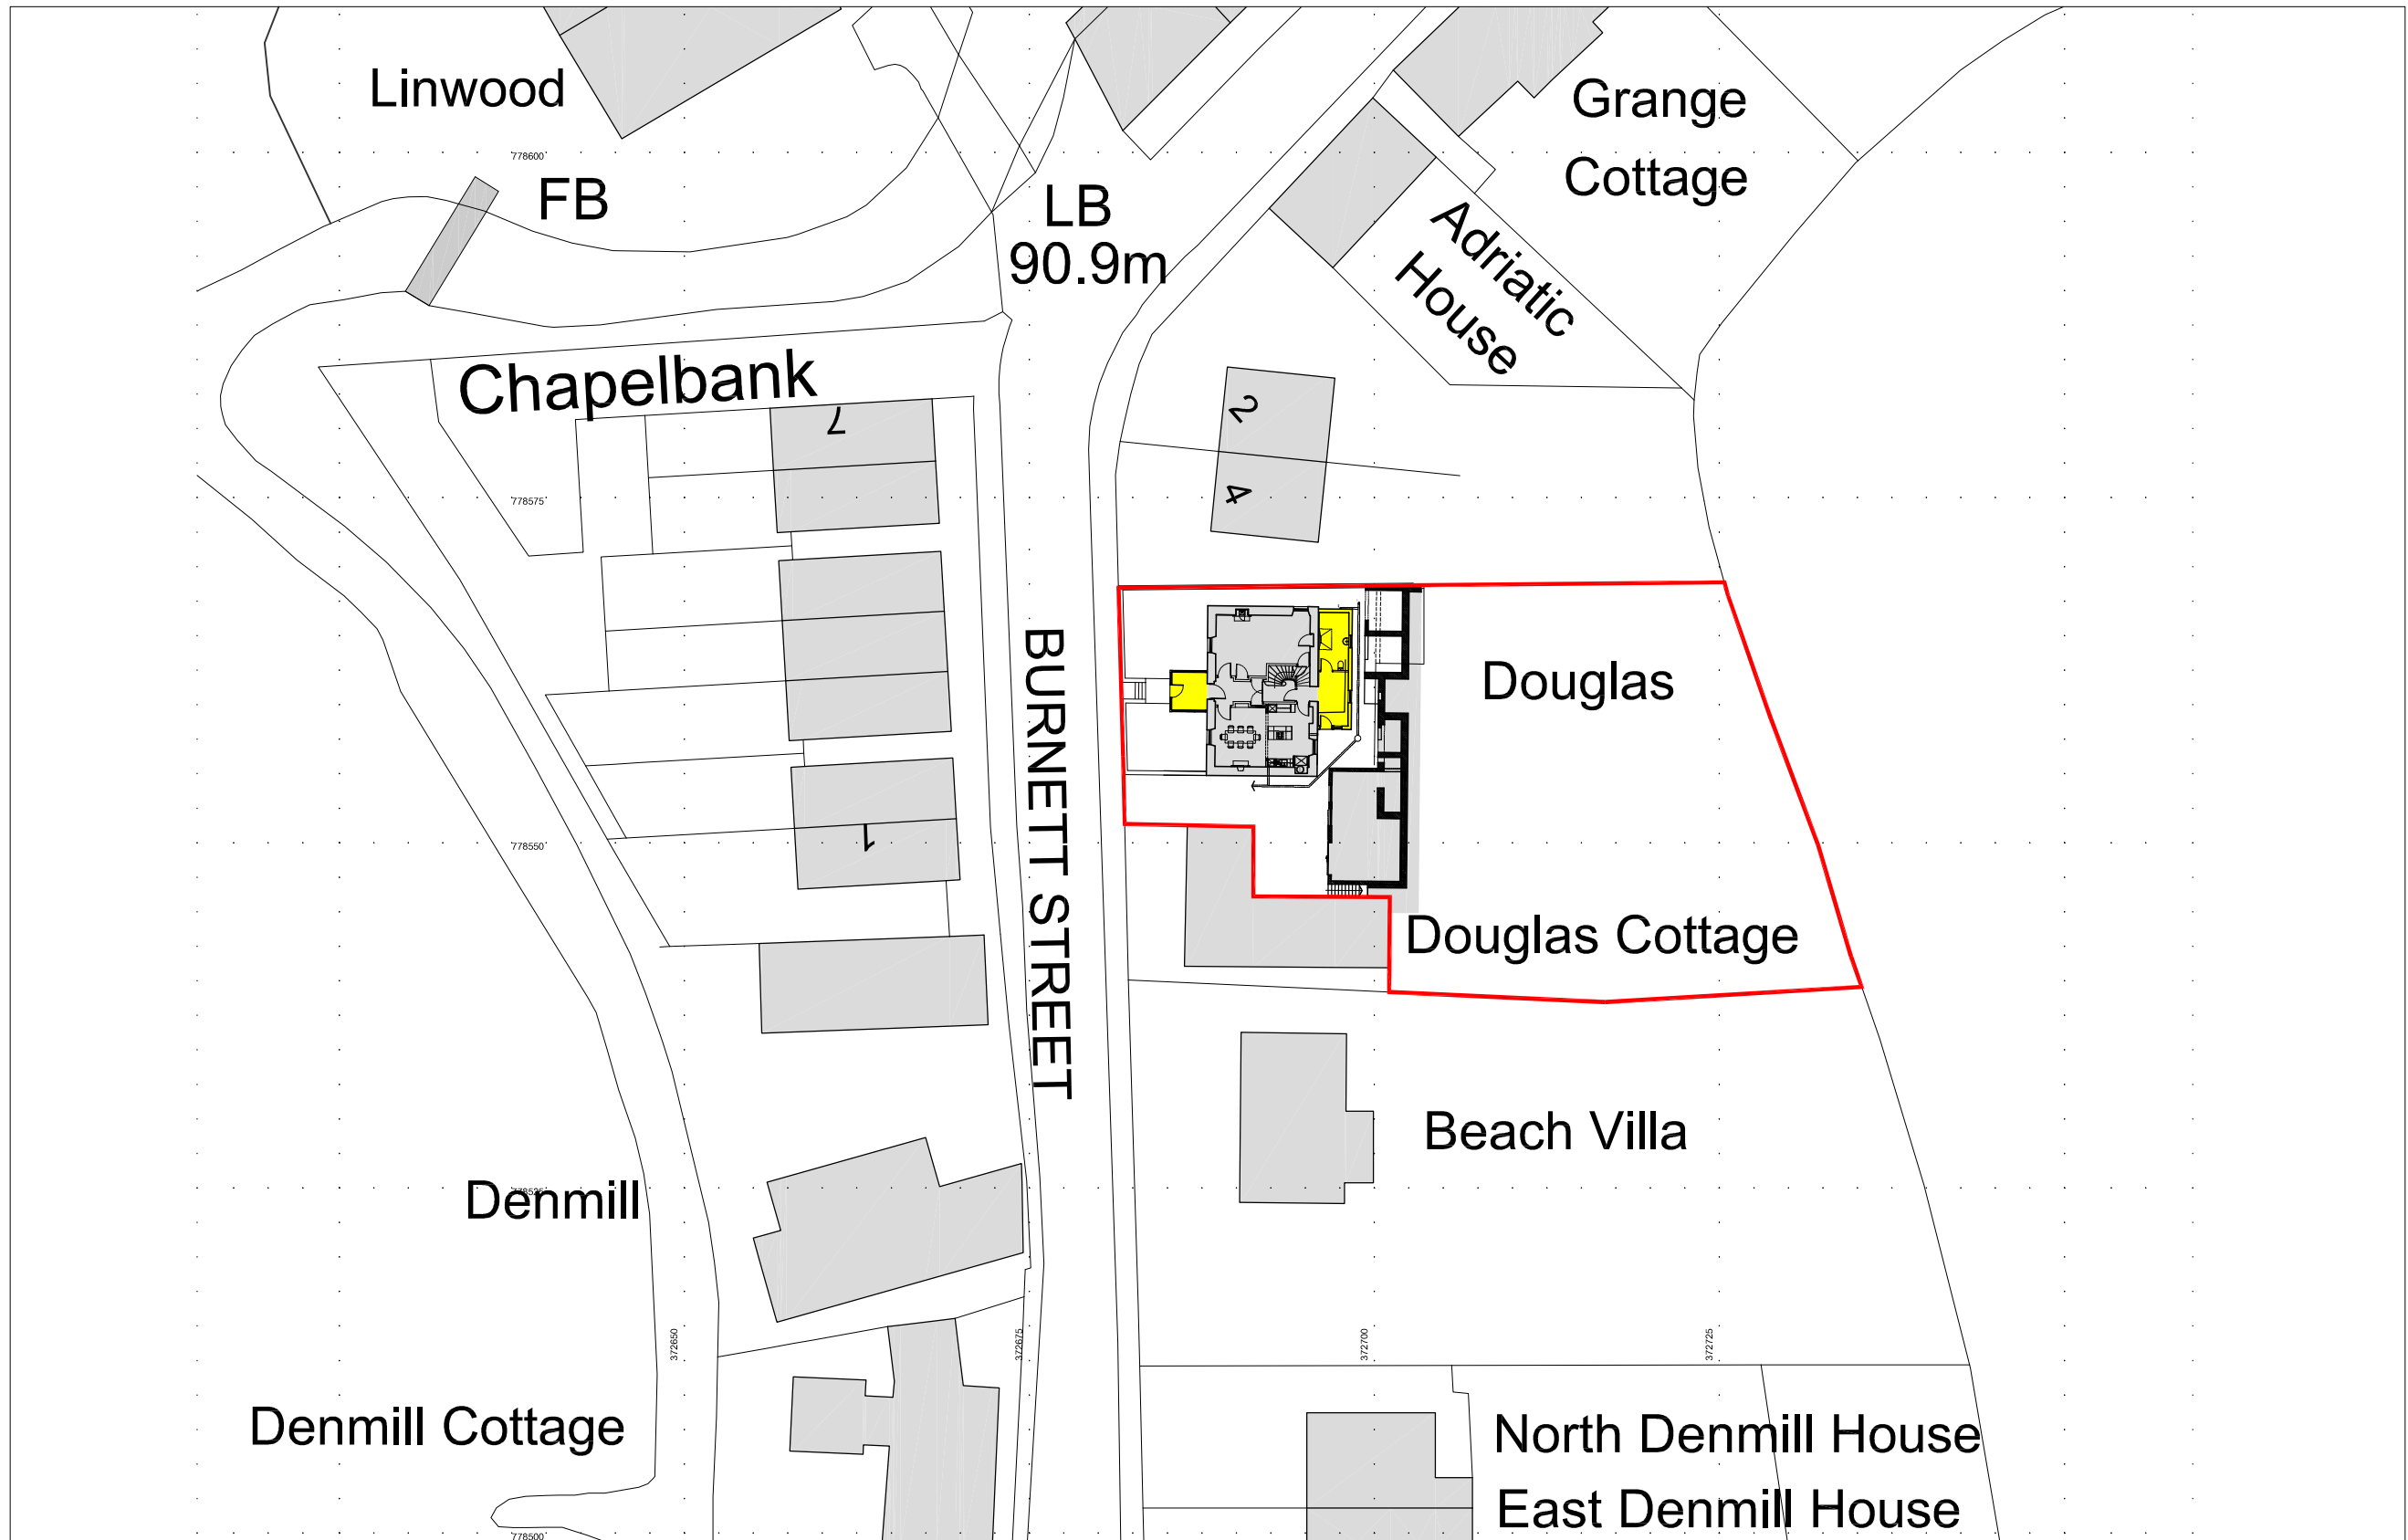 Linwood
Grange
Cottage
778600
FB
LB
90.9m
Adriatic
House
Chapelbank
7
2
4
778575
BURNETT STREET
Douglas
778550
1
Douglas Cottage
Beach Villa
778525
Denmill
372650
372675
372700
372725
Denmill Cottage
North Denmill House
East Denmill House
778500